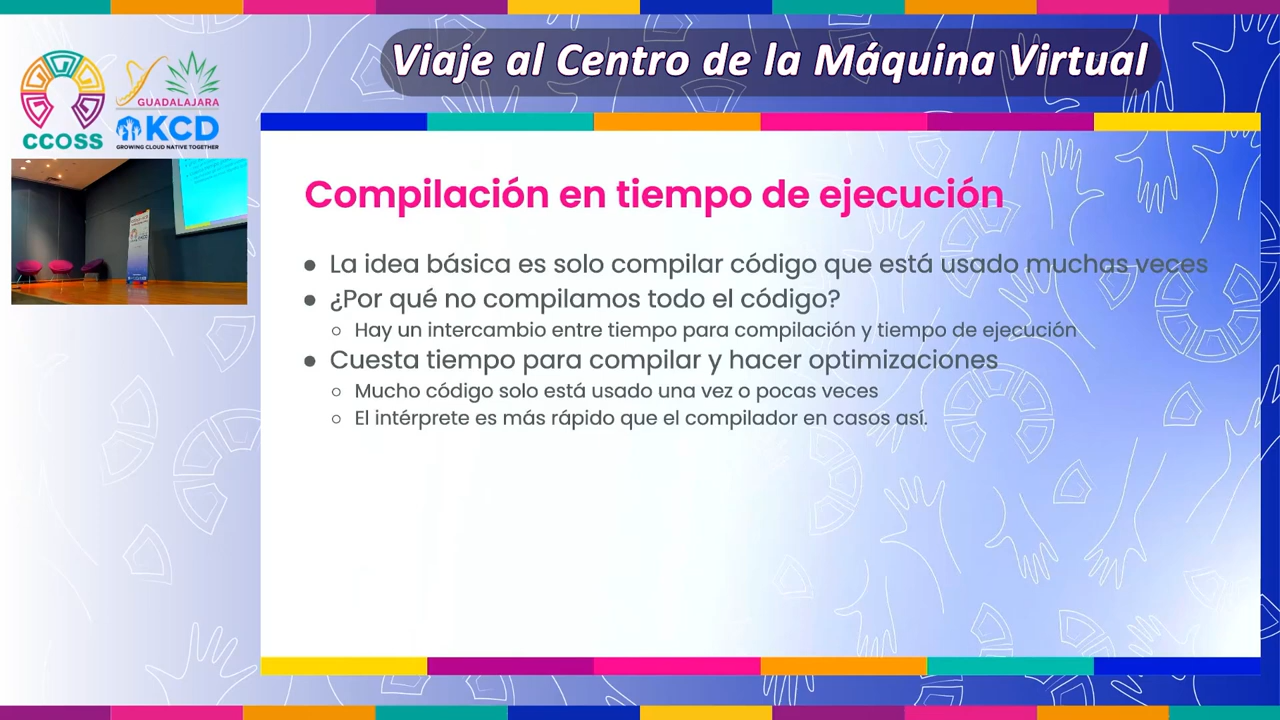 Viaje al Centro de la Máquina Virtual
CCOSS
GUADALAJARA
KCD
GROWING CLOUD NATIVE TOGETHER
Compilación en tiempo de ejecución
● La idea básica es solo compilar código que está usado muchas veces
● ¿Por qué no compilamos todo el código?
○ Hay un intercambio entre tiempo para compilación y tiempo de ejecución
● Cuesta tiempo para compilar y hacer optimizaciones
○ Mucho código solo está usado una vez o pocas veces
○ El intérprete es más rápido que el compilador en casos así.